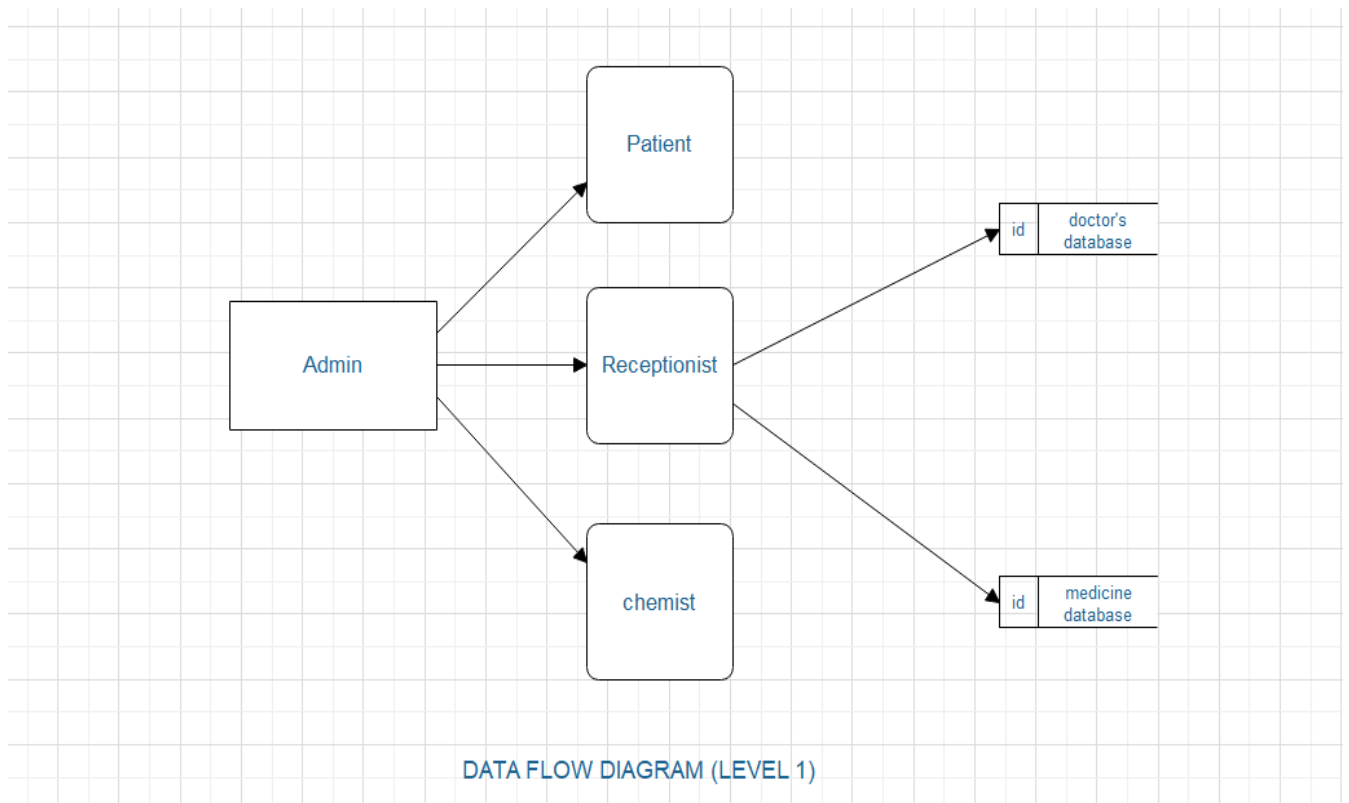 Patient
id
doctor's
database
Admin
Receptionist
chemist
id
medicine
database
DATA FLOW DIAGRAM (LEVEL 1)